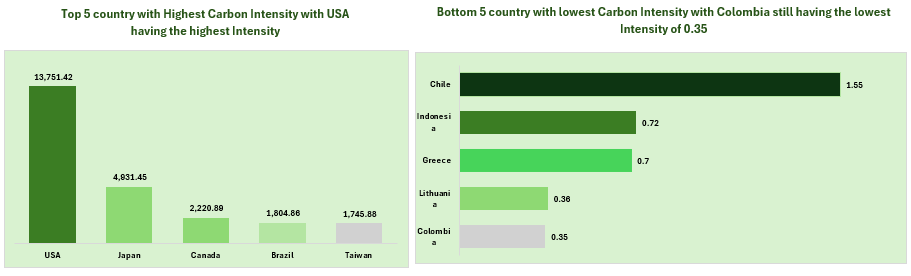 Top 5 country with Highest Carbon Intensity with USA
having the highest Intensity
13,751.42
4,931.45
2,220.89
1,804.86
1,745.88
USA
Japan
Canada
Brazil
Taiwan
Bottom 5 country with lowest Carbon Intensity with Colombia still having the lowest
Intensity of 0.35
Chile
1.55
Indonesi
a
0.72
Greece
0.7
Lithuani
a
0.36
Colombi
a
0.35